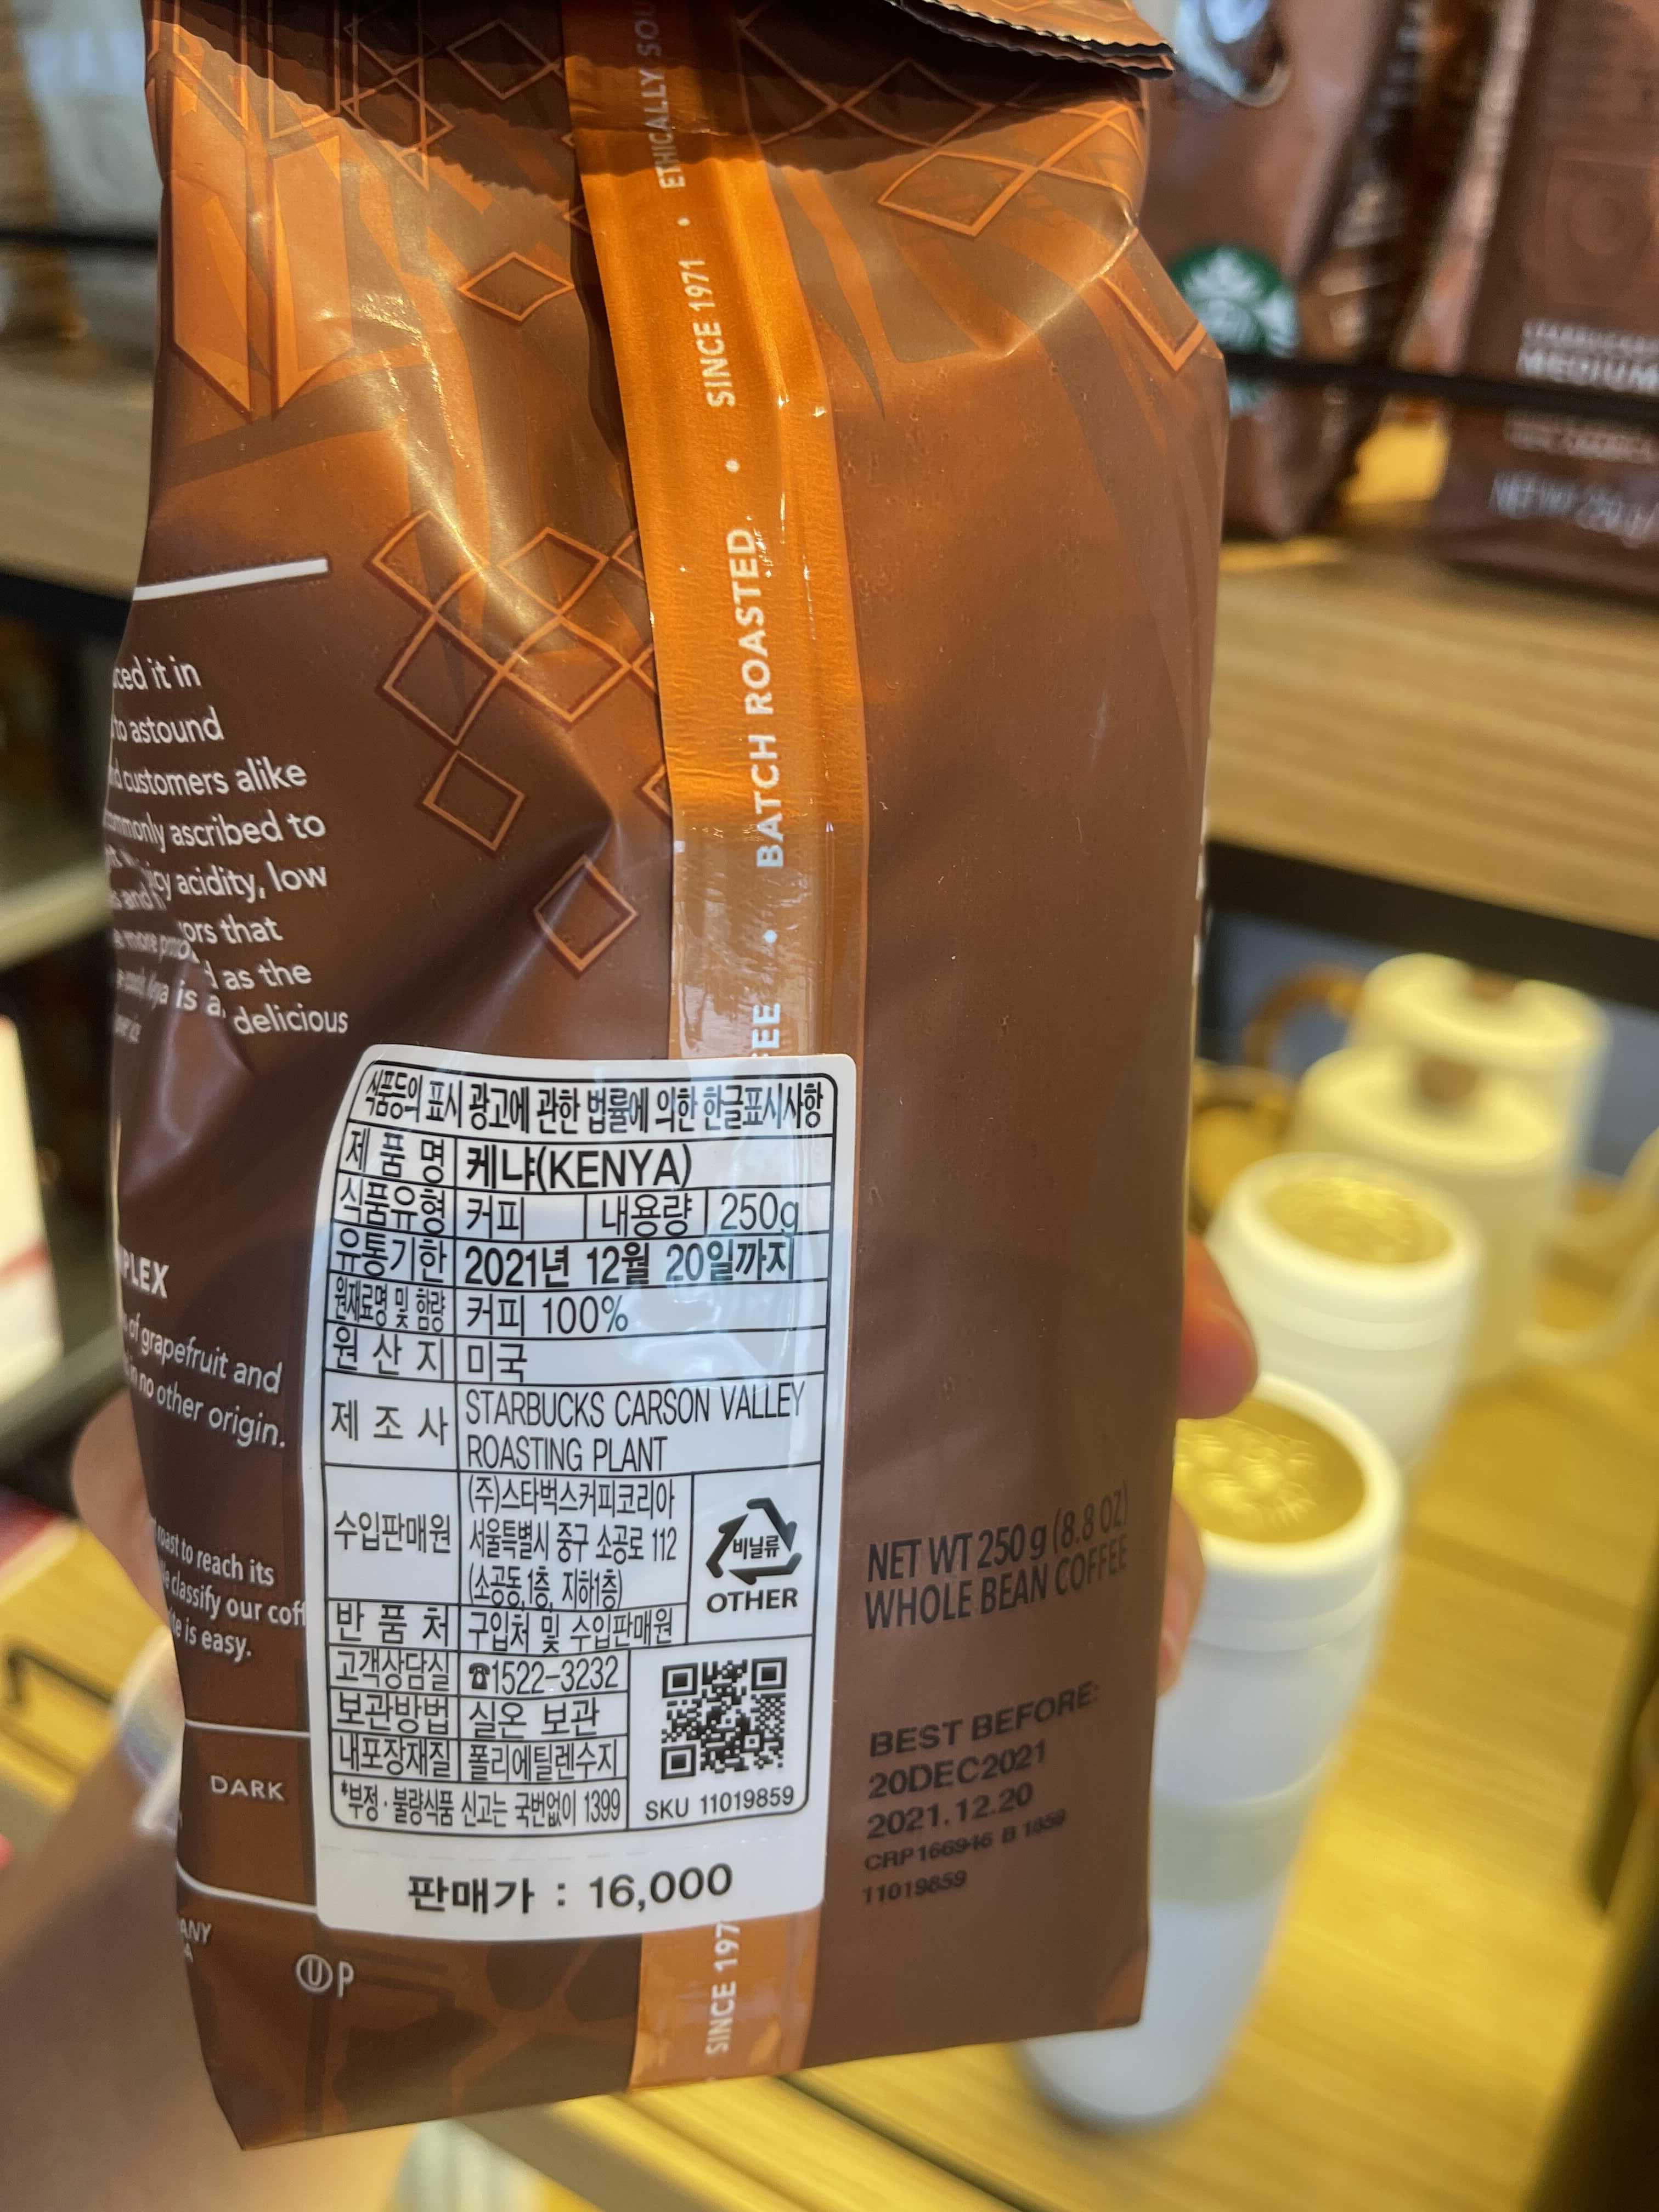 ETHICALLY
SINCE 1971
BATCH ROASTED
it in
to astound
customers alike
ascribed to
acidity, low
that
as the
is a
delicious
of grapefruit and
in no other origin.
to reach its
classify our
is easy.
DARK
식품등의 표시 광고에 관한 법률에 의한 한글표시사항
제 품 명 케냐(KENYA)
식품유형 커피 내용량 250g
유통기한 2021년 12월 20일까지
원재료명 및 함량 커피 100%
원 산 지 미국
제 조 사 STARBUCKS CARSON VALLEY
ROASTING PLANT
수입판매원 (주)스타벅스커피코리아
서울특별시 중구 소공로 112
(소공동,1층, 지하1층)
비닐류
OTHER
반 품 처 구입처 및 수입판매원
고객상담실 ☎1522-3232
보관방법 실온 보관
내포장재질 폴리에틸렌수지
*부정·불량식품 신고는 국번없이 1399
SKU 11019859
판매가 : 16,000
U P
SINCE 197
NET WT 250 g (8.8 OZ)
WHOLE BEAN COFFEE
BEST BEFORE:
20DEC2021
2021.12.20
CRP166946 B 1859
11019859
MEDIUM